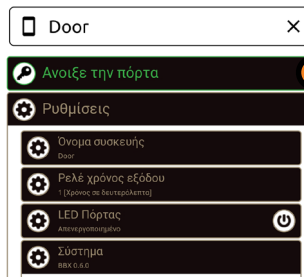 Door
Ανοιξε την πόρτα
Ρυθμίσεις
Όνομα συσκευής
Door
Ρελέ χρόνος εξόδου
1 [Χρόνος σε δευτερόλεπτο]
LED Πόρτας
Απενεργοποιημένο
Σύστημα
BBX 0.6.0